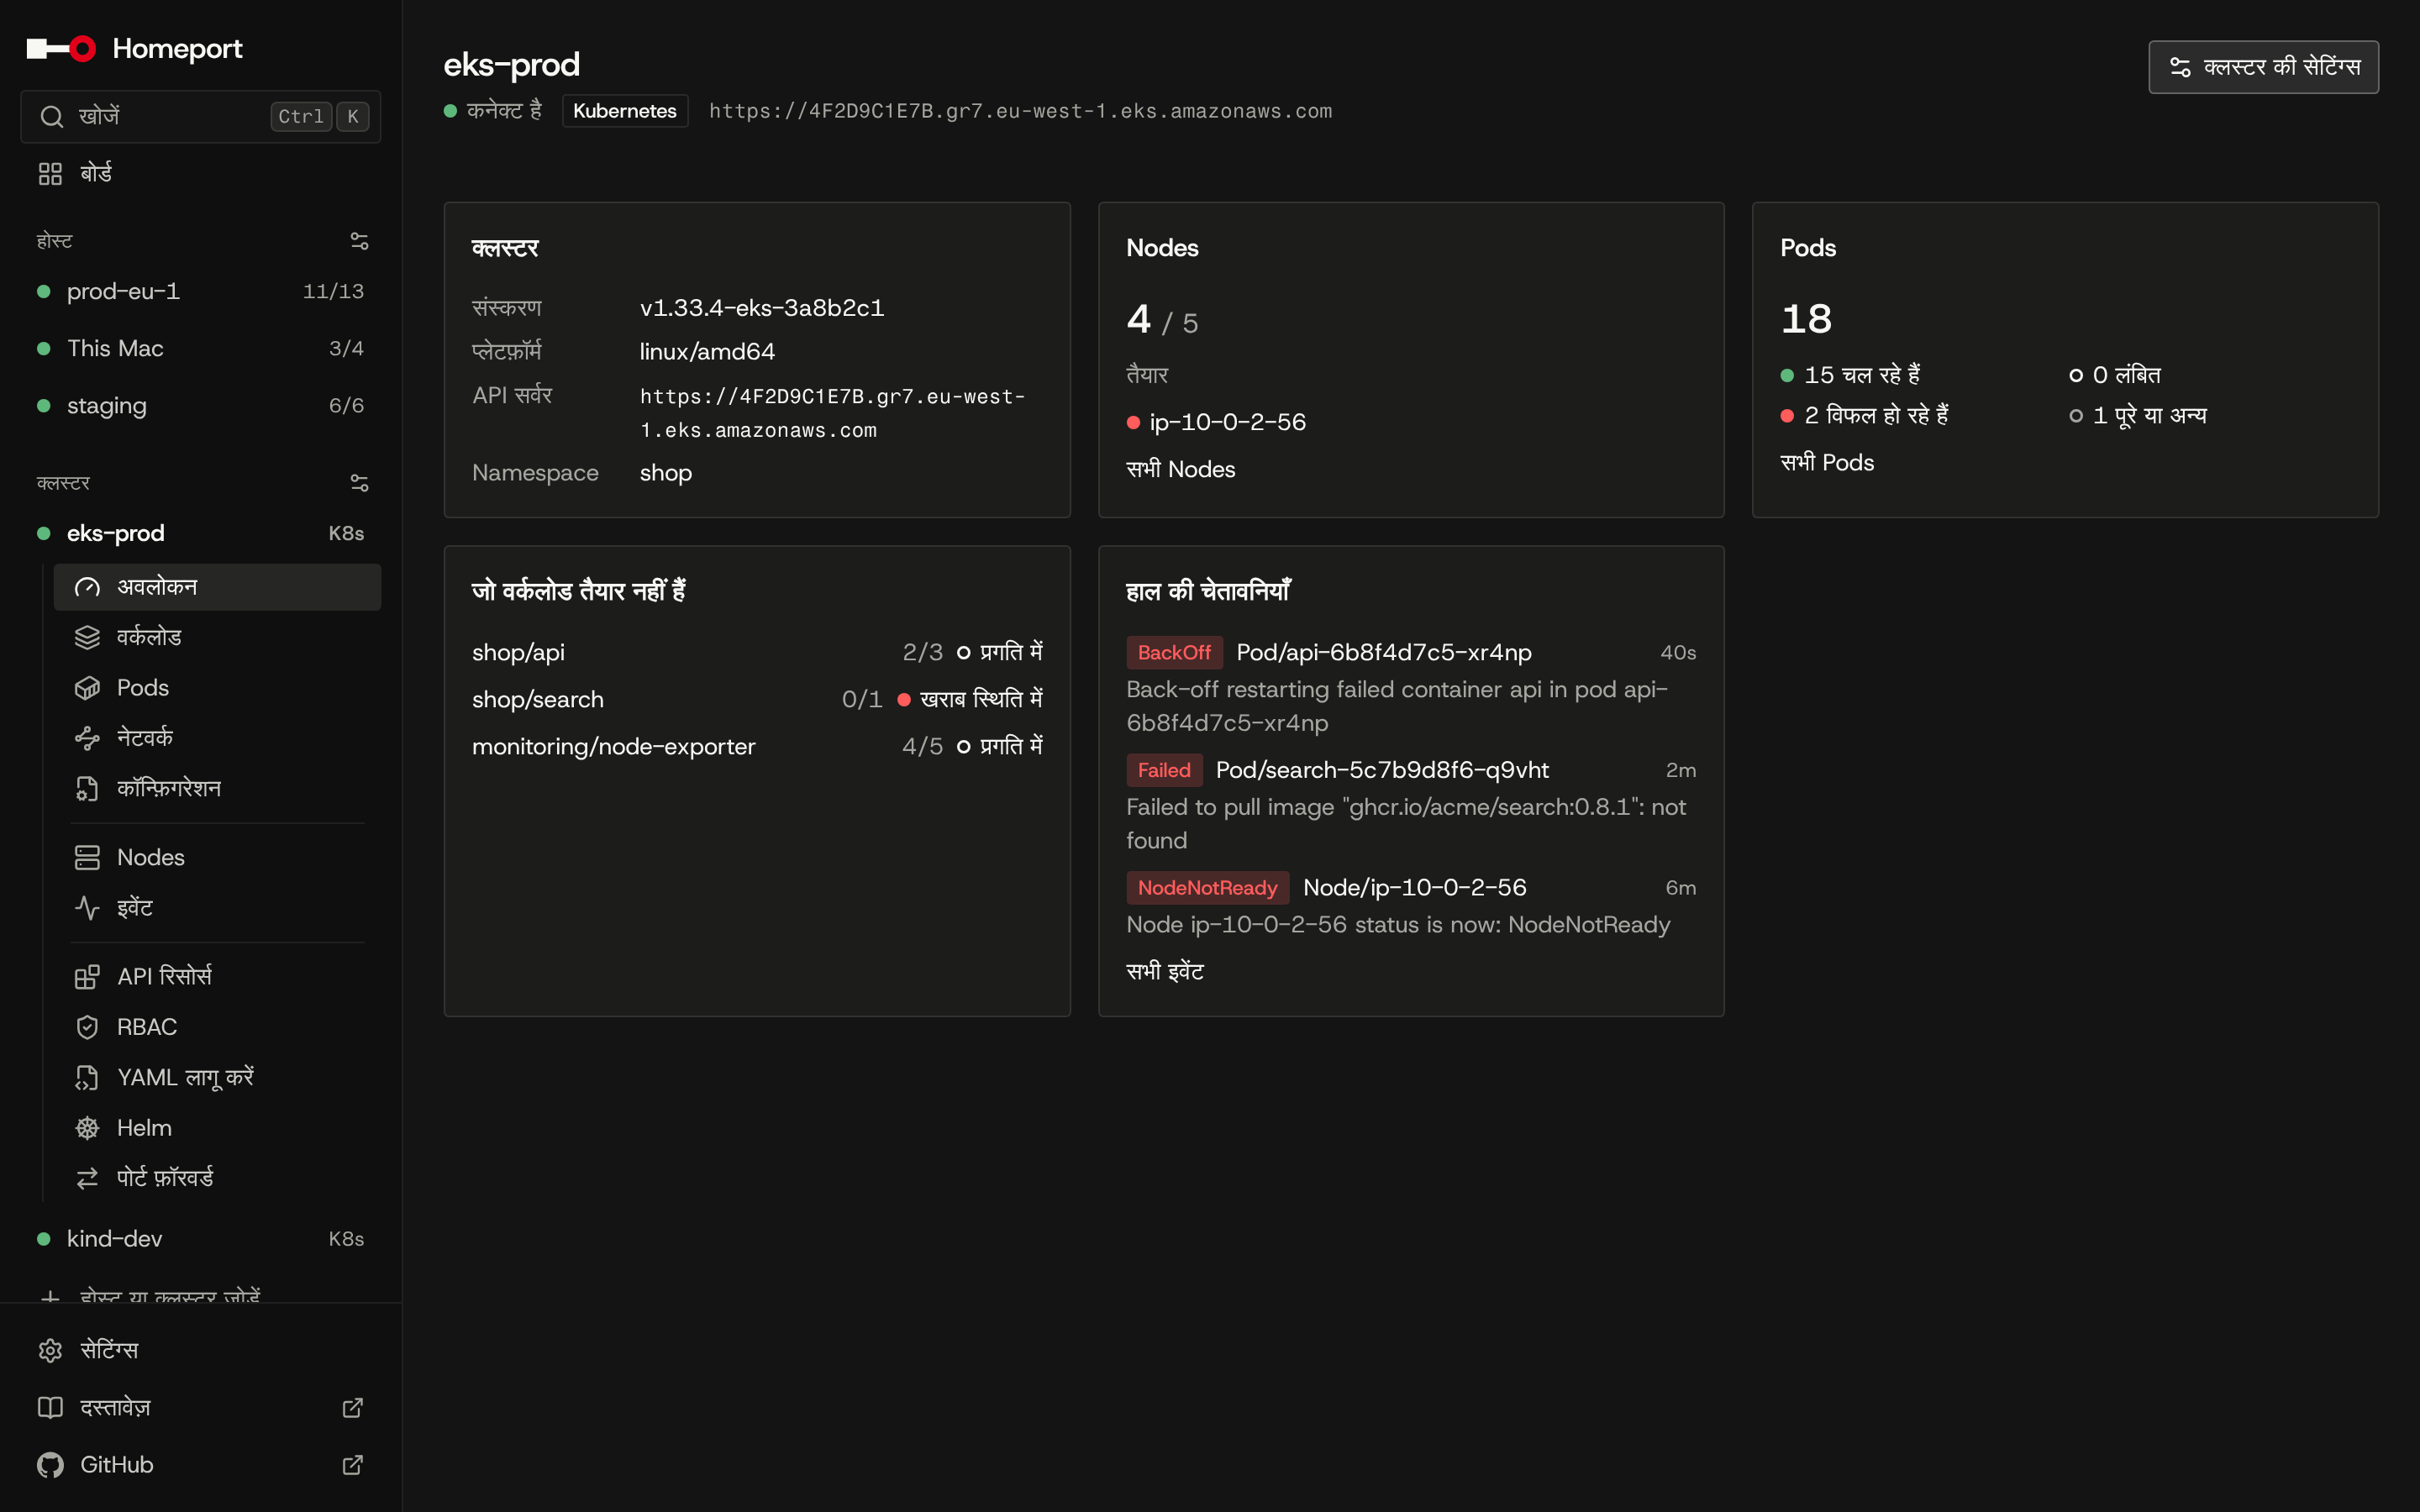 Homeport
खोजें Ctrl K
बोर्ड
होस्ट
prod-eu-1 11/13
This Mac 3/4
staging 6/6
क्लस्टर
eks-prod K8s
अवलोकन
वर्कलोड
Pods
नेटवर्क
कॉन्फ़िगरेशन
Nodes
इवेंट
API रिसोर्स
RBAC
YAML लागू करें
Helm
पोर्ट फ़ॉरवर्ड
kind-dev K8s
होस्ट या क्लस्टर जोड़ें
सेटिंग्स
दस्तावेज़
GitHub
eks-prod
क्लस्टर की सेटिंग्स
कनेक्ट है Kubernetes https://4F2D9C1E7B.gr7.eu-west-1.eks.amazonaws.com
क्लस्टर
संस्करण v1.33.4-eks-3a8b2c1
प्लेटफ़ॉर्म linux/amd64
API सर्वर https://4F2D9C1E7B.gr7.eu-west-
1.eks.amazonaws.com
Namespace shop
Nodes
4 / 5
तैयार
ip-10-0-2-56
सभी Nodes
Pods
18
15 चल रहे हैं 0 लंबित
2 विफल हो रहे हैं 1 पूरे या अन्य
सभी Pods
जो वर्कलोड तैयार नहीं हैं
shop/api 2/3 प्रगति में
shop/search 0/1 खराब स्थिति में
monitoring/node-exporter 4/5 प्रगति में
हाल की चेतावनियाँ
BackOff Pod/api-6b8f4d7c5-xr4np 40s
Back-off restarting failed container api in pod api-
6b8f4d7c5-xr4np
Failed Pod/search-5c7b9d8f6-q9vht 2m
Failed to pull image "ghcr.io/acme/search:0.8.1": not
found
NodeNotReady Node/ip-10-0-2-56 6m
Node ip-10-0-2-56 status is now: NodeNotReady
सभी इवेंट